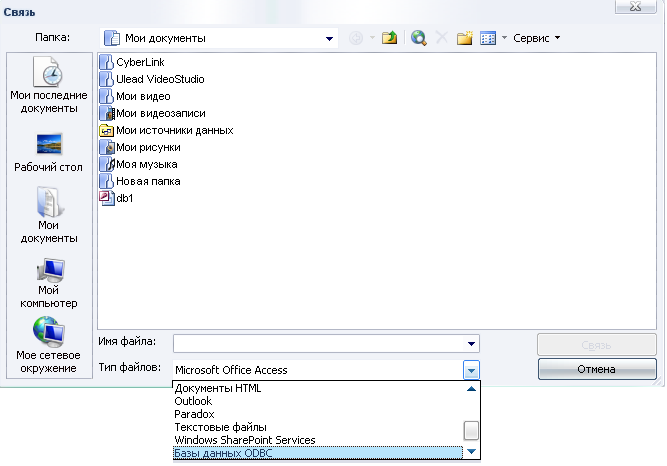 Связь
Папка:
Мои документы
Сервис
Мои последние
документы
Рабочий стол
Мои
документы
Мой
компьютер
Мое сетевое
окружение
CyberLink
Ulead VideoStudio
Мои видео
Мои видеозаписи
Мои источники данных
Мои рисунки
Моя музыка
Новая папка
db1
Имя файла:
Связь
Тип файлов:
Microsoft Office Access
Отмена
Документы HTML
Outlook
Paradox
Текстовые файлы
Windows SharePoint Services
Базы данных ODBC